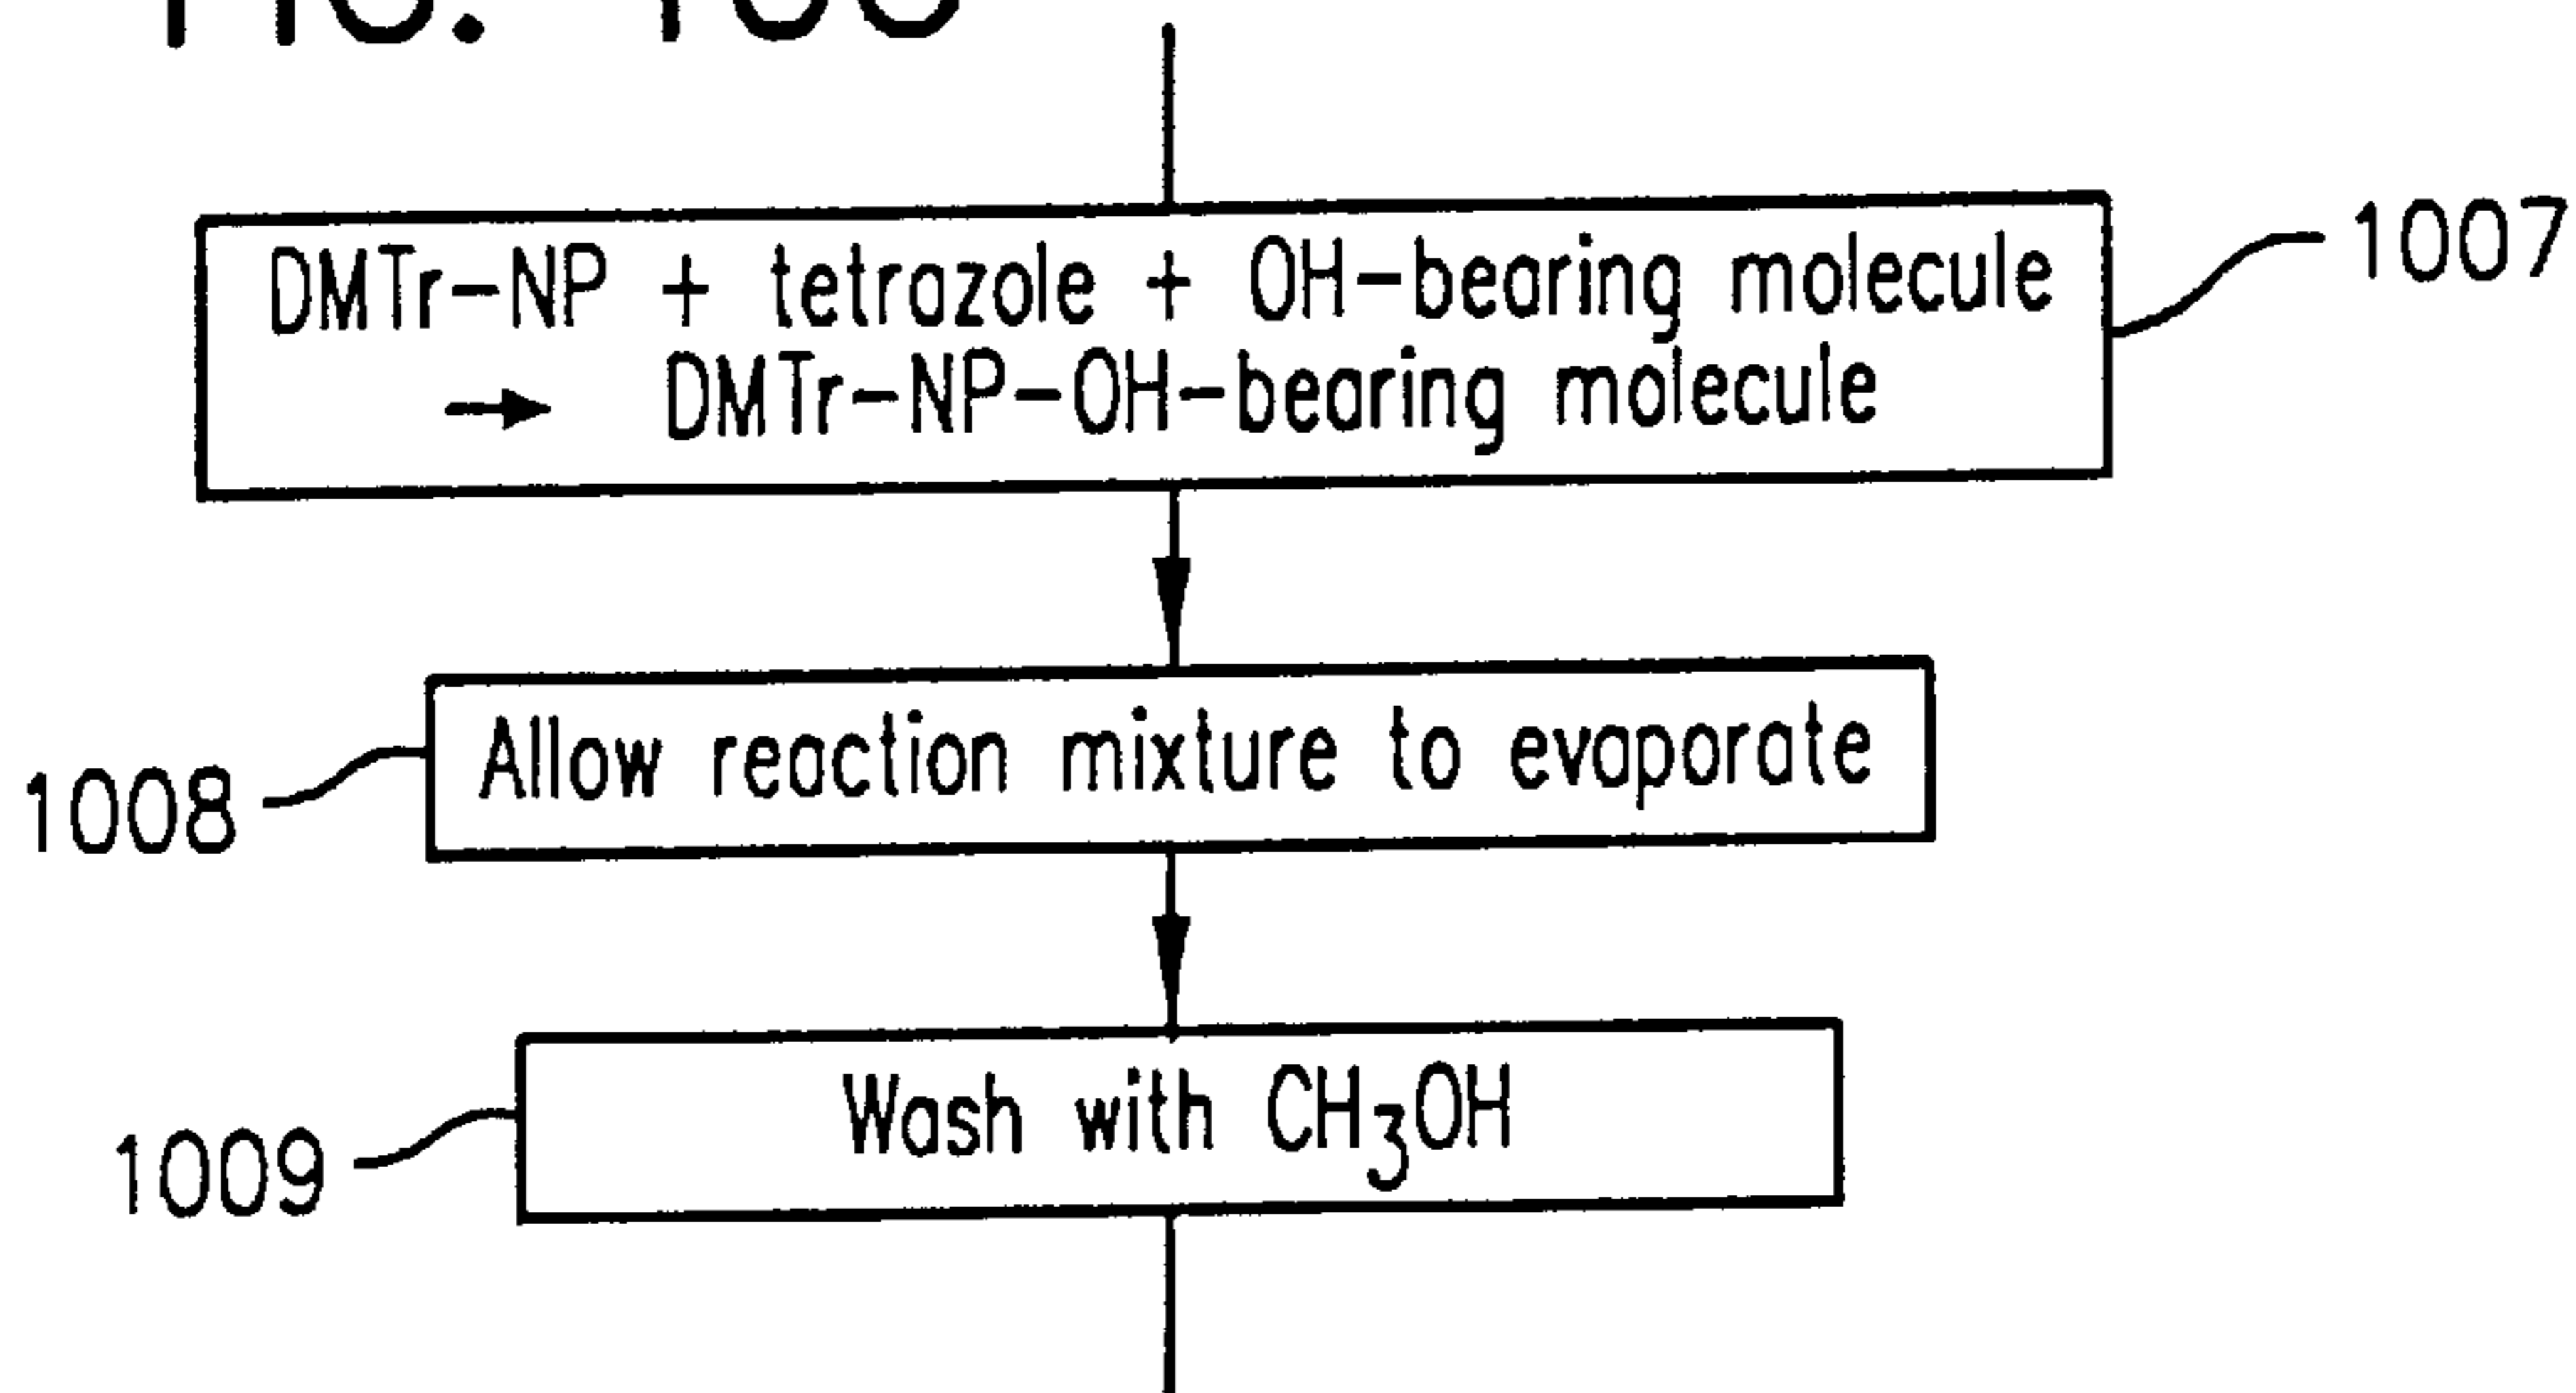 DMTr-NP + tetrazole + OH-bearing molecule
→ DMTr-NP-OH-bearing molecule
1007
Allow reaction mixture to evaporate
1008
Wash with CH₃OH
1009